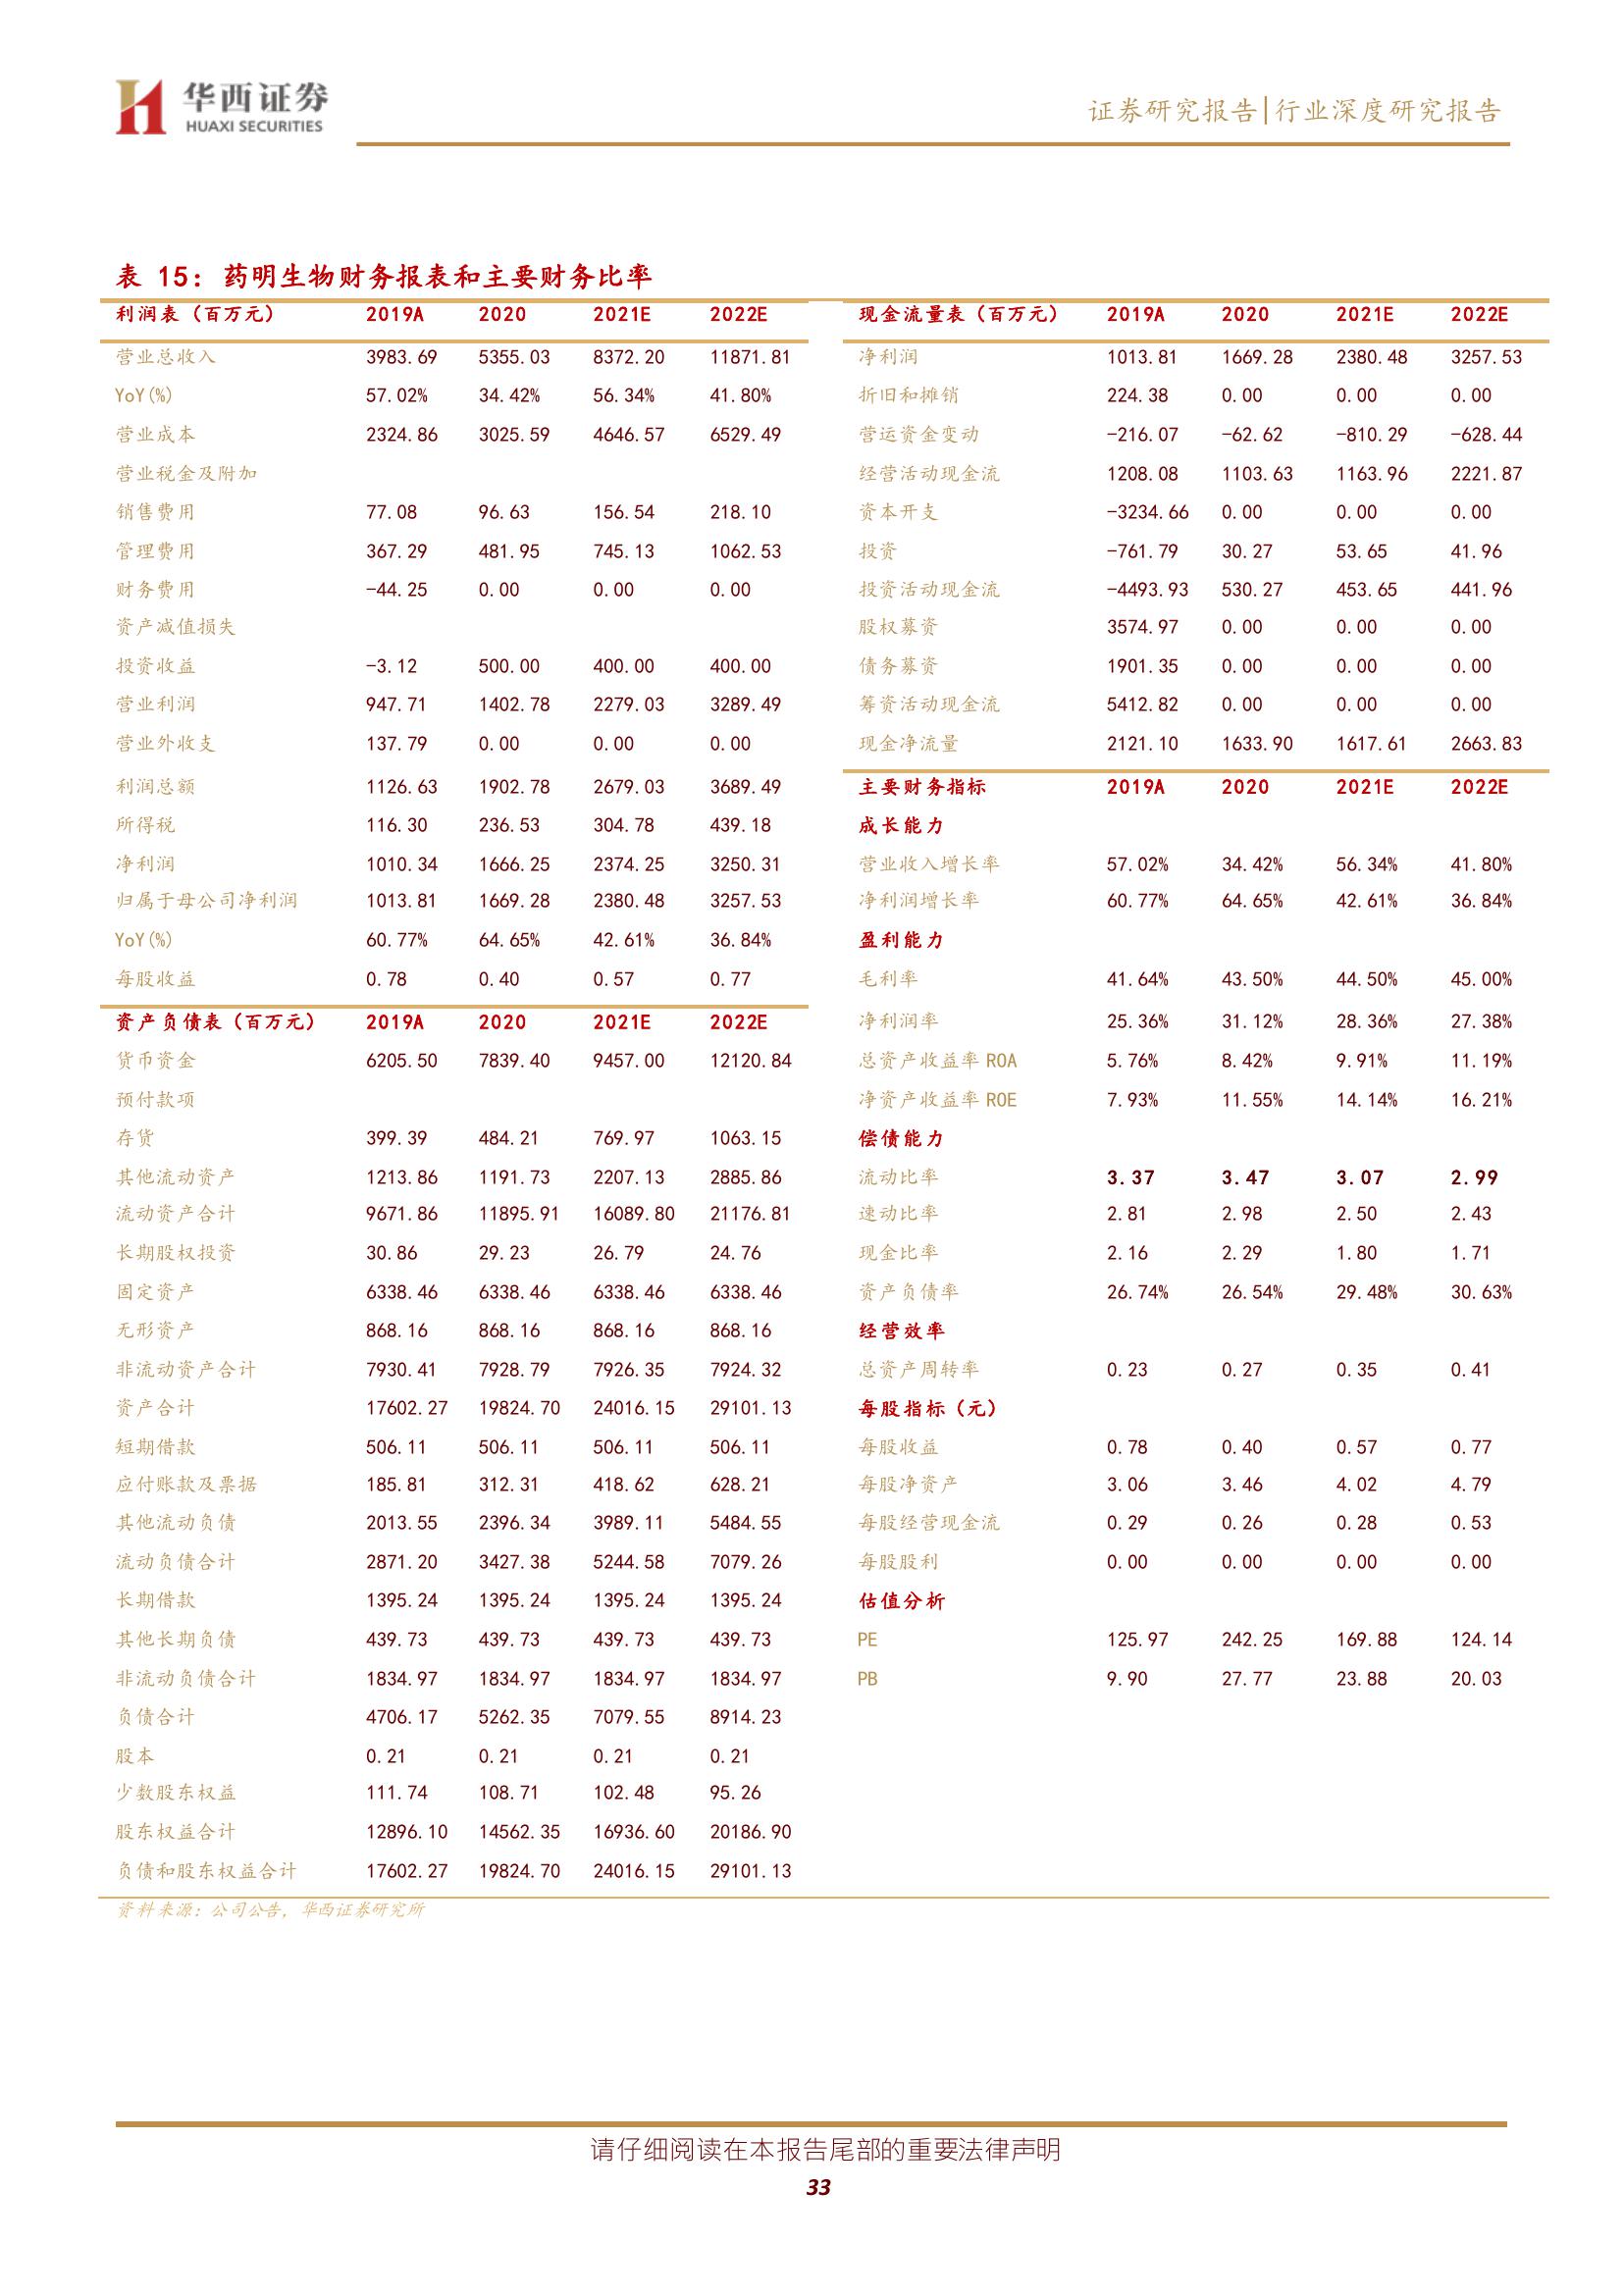 华西证券
HUAXI SECURITIES
证券研究报告|行业深度研究报告
表 15：药明生物财务报表和主要财务比率
利润表（百万元） 2019A 2020 2021E 2022E
营业总收入 3983.69 5355.03 8372.20 11871.81
YoY(%) 57.02% 34.42% 56.34% 41.80%
营业成本 2324.86 3025.59 4646.57 6529.49
营业税金及附加
销售费用 77.08 96.63 156.54 218.10
管理费用 367.29 481.95 745.13 1062.53
财务费用 -44.25 0.00 0.00 0.00
资产减值损失
投资收益 -3.12 500.00 400.00 400.00
营业利润 947.71 1402.78 2279.03 3289.49
营业外收支 137.79 0.00 0.00 0.00
利润总额 1126.63 1902.78 2679.03 3689.49
所得税 116.30 236.53 304.78 439.18
净利润 1010.34 1666.25 2374.25 3250.31
归属于母公司净利润 1013.81 1669.28 2380.48 3257.53
YoY(%) 60.77% 64.65% 42.61% 36.84%
每股收益 0.78 0.40 0.57 0.77
资产负债表（百万元） 2019A 2020 2021E 2022E
货币资金 6205.50 7839.40 9457.00 12120.84
预付款项
存货 399.39 484.21 769.97 1063.15
其他流动资产 1213.86 1191.73 2207.13 2885.86
流动资产合计 9671.86 11895.91 16089.80 21176.81
长期股权投资 30.86 29.23 26.79 24.76
固定资产 6338.46 6338.46 6338.46 6338.46
无形资产 868.16 868.16 868.16 868.16
非流动资产合计 7930.41 7928.79 7926.35 7924.32
资产合计 17602.27 19824.70 24016.15 29101.13
短期借款 506.11 506.11 506.11 506.11
应付账款及票据 185.81 312.31 418.62 628.21
其他流动负债 2013.55 2396.34 3989.11 5484.55
流动负债合计 2871.20 3427.38 5244.58 7079.26
长期借款 1395.24 1395.24 1395.24 1395.24
其他长期负债 439.73 439.73 439.73 439.73
非流动负债合计 1834.97 1834.97 1834.97 1834.97
负债合计 4706.17 5262.35 7079.55 8914.23
股本 0.21 0.21 0.21 0.21
少数股东权益 111.74 108.71 102.48 95.26
股东权益合计 12896.10 14562.35 16936.60 20186.90
负债和股东权益合计 17602.27 19824.70 24016.15 29101.13
现金流量表（百万元） 2019A 2020 2021E 2022E
净利润 1013.81 1669.28 2380.48 3257.53
折旧和摊销 224.38 0.00 0.00 0.00
营运资金变动 -216.07 -62.62 -810.29 -628.44
经营活动现金流 1208.08 1103.63 1163.96 2221.87
资本开支 -3234.66 0.00 0.00 0.00
投资 -761.79 30.27 53.65 41.96
投资活动现金流 -4493.93 530.27 453.65 441.96
股权募资 3574.97 0.00 0.00 0.00
债务募资 1901.35 0.00 0.00 0.00
筹资活动现金流 5412.82 0.00 0.00 0.00
现金净流量 2121.10 1633.90 1617.61 2663.83
主要财务指标 2019A 2020 2021E 2022E
成长能力
营业收入增长率 57.02% 34.42% 56.34% 41.80%
净利润增长率 60.77% 64.65% 42.61% 36.84%
盈利能力
毛利率 41.64% 43.50% 44.50% 45.00%
净利润率 25.36% 31.12% 28.36% 27.38%
总资产收益率 ROA 5.76% 8.42% 9.91% 11.19%
净资产收益率 ROE 7.93% 11.55% 14.14% 16.21%
偿债能力
流动比率 3.37 3.47 3.07 2.99
速动比率 2.81 2.98 2.50 2.43
现金比率 2.16 2.29 1.80 1.71
资产负债率 26.74% 26.54% 29.48% 30.63%
经营效率
总资产周转率 0.23 0.27 0.35 0.41
每股指标（元）
每股收益 0.78 0.40 0.57 0.77
每股净资产 3.06 3.46 4.02 4.79
每股经营现金流 0.29 0.26 0.28 0.53
每股股利 0.00 0.00 0.00 0.00
估值分析
PE 125.97 242.25 169.88 124.14
PB 9.90 27.77 23.88 20.03
资料来源：公司公告，华西证券研究所
请仔细阅读在本报告尾部的重要法律声明
33